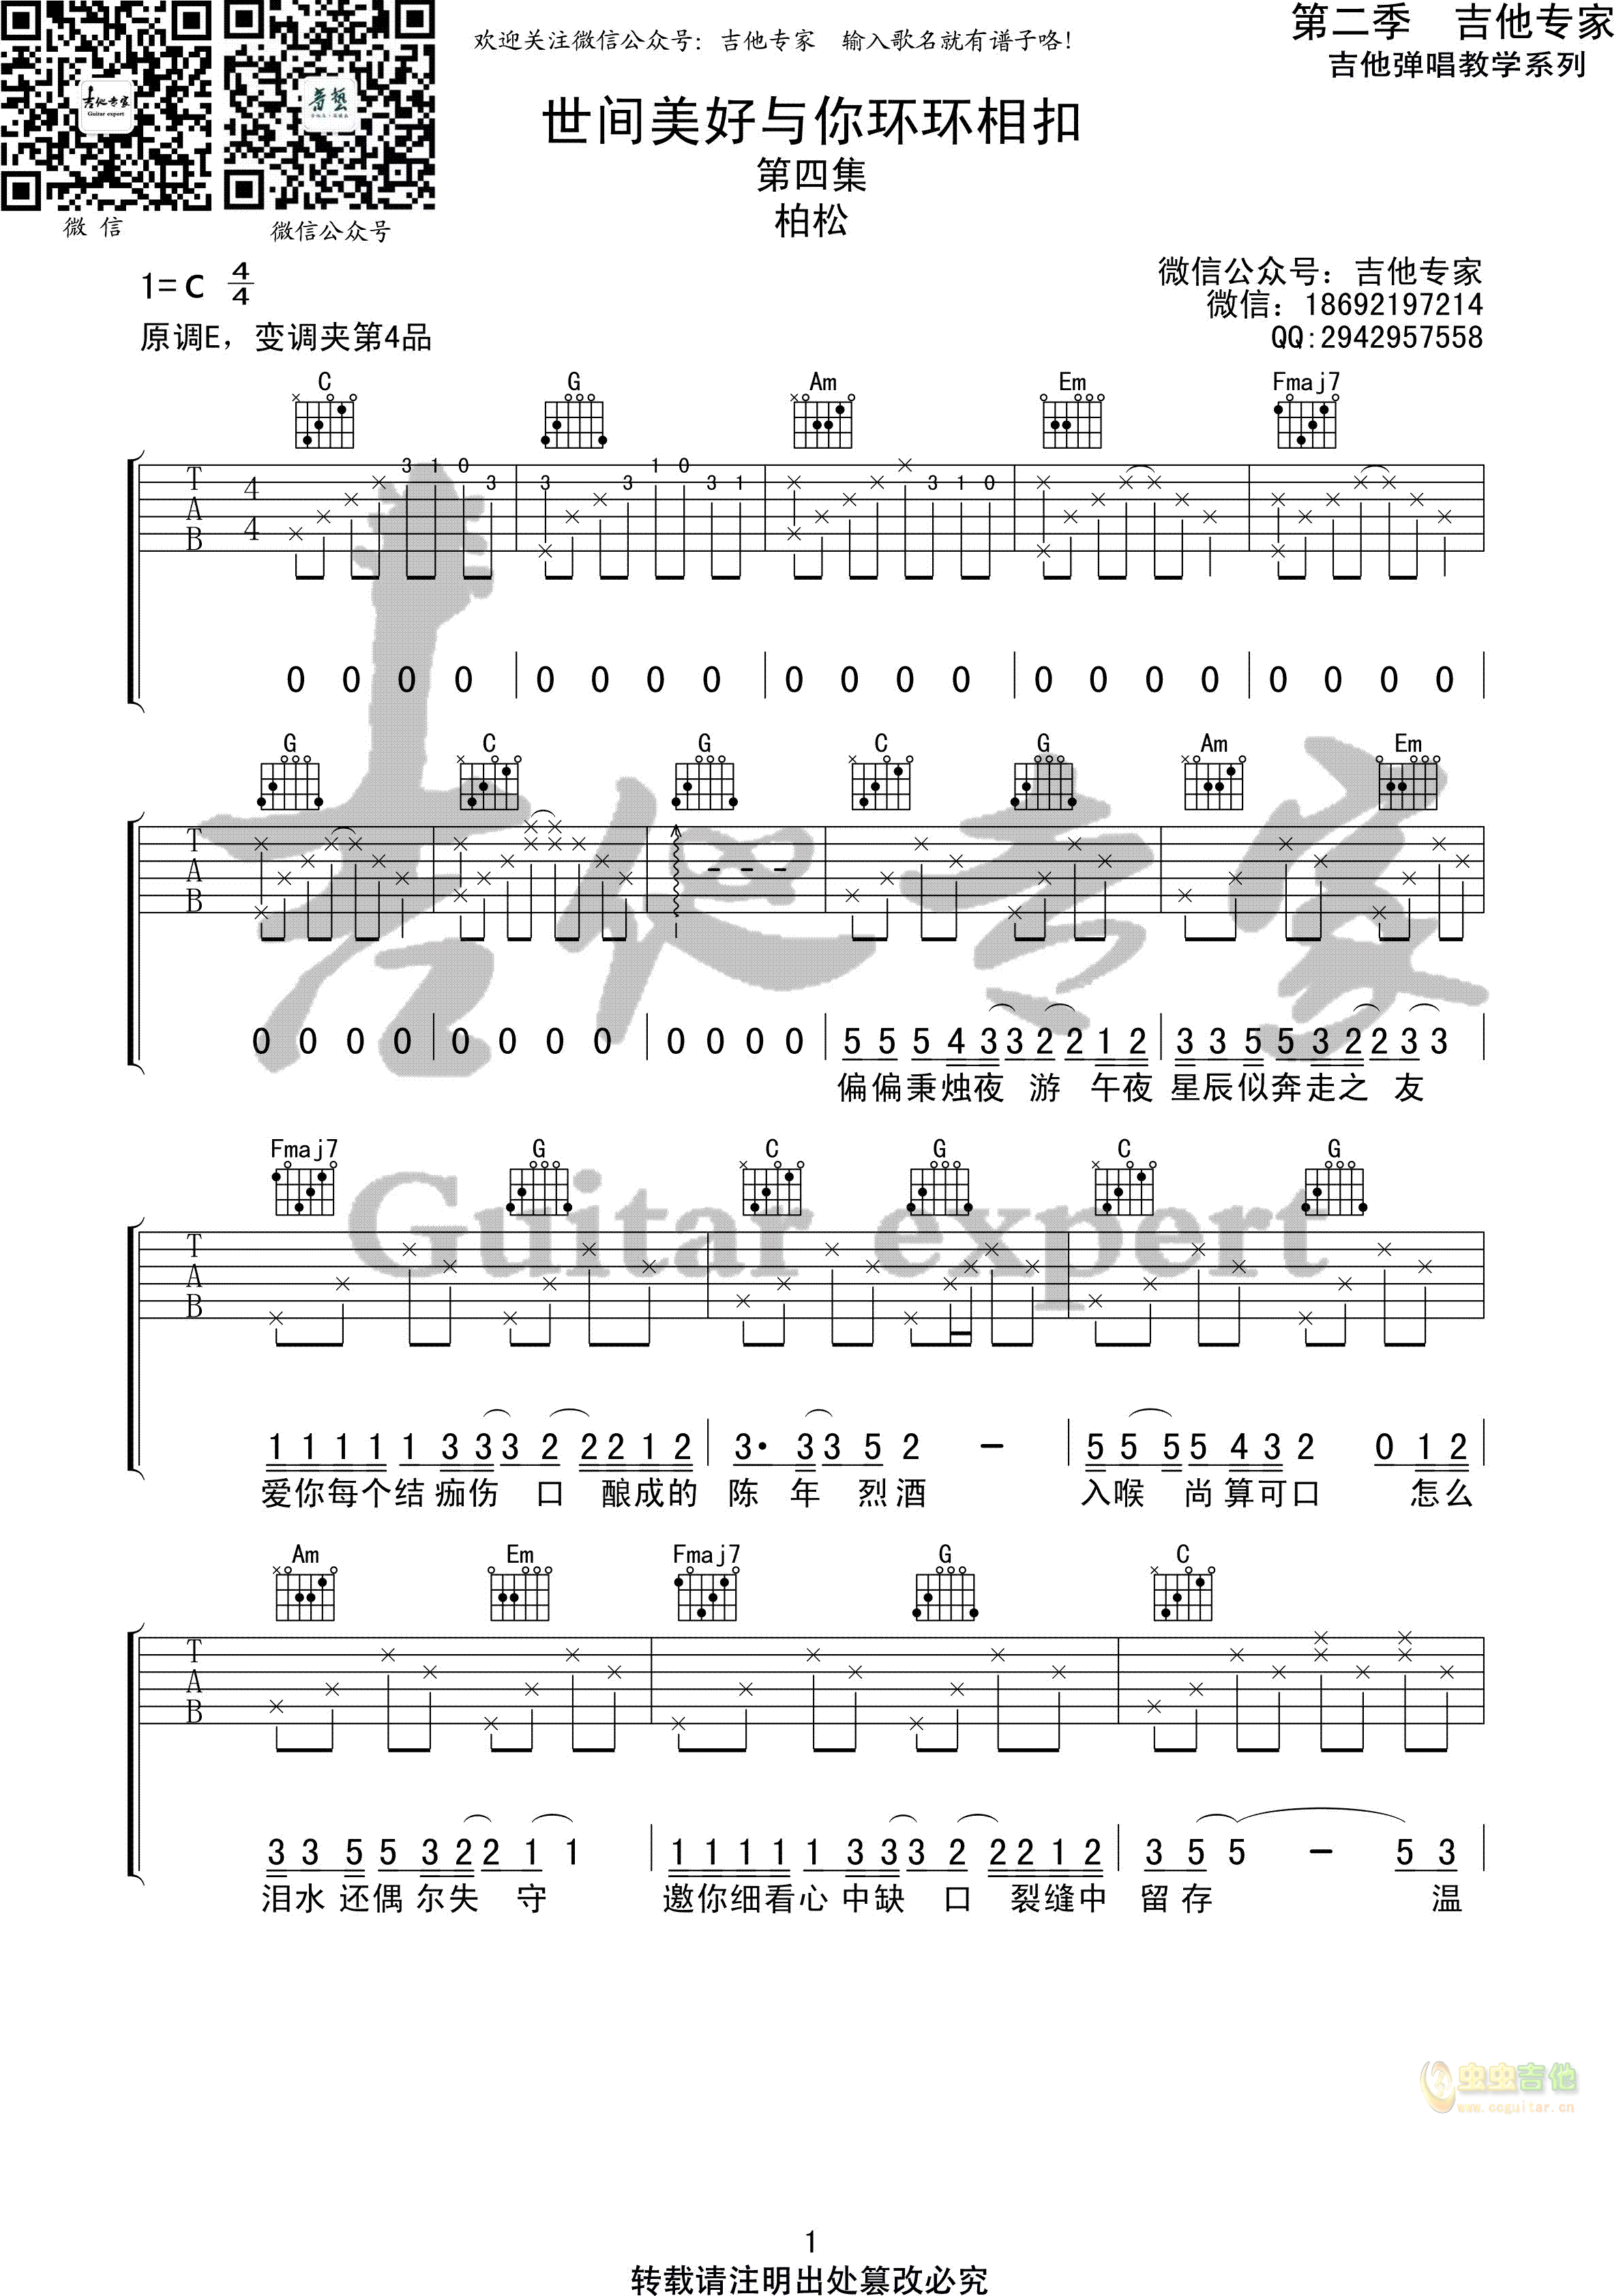 第二季 吉他专家
吉他弹唱教学系列
欢迎关注微信公众号：吉他专家 输入歌名就有谱子咯！
吉他专家
Guitar expert
微 信
微信公众号
世间美好与你环环相扣
第四集
柏松
1=C 4/4
原调E，变调夹第4品
微信公众号：吉他专家
微信：18692197214
QQ:2942957558
C G Am Em Fmaj7
T A B 4/4
3 1 0 3 3 3 1 0 3 1 3 1 0
0 0 0 0 0 0 0 0 0 0 0 0 0 0 0 0 0 0 0 0
G C G C G Am Em
T A B
0 0 0 0 0 0 0 0 0 0 0 0 5 5 5 4 3 3 2 2 1 2 3 3 5 5 3 2 2 3 3
偏偏秉烛夜 游 午夜 星辰似奔走之 友
Fmaj7 G C G C G
Guitar expert
T A B
1 1 1 1 1 3 3 3 2 2 2 1 2 3· 3 3 5 2 － 5 5 5 5 4 3 2 0 1 2
爱你每个结 痂伤 口 酿成的 陈 年 烈酒 入喉 尚算可口 怎么
Am Em Fmaj7 G C
T A B
3 3 5 5 3 2 2 1 1 1 1 1 1 1 3 3 3 2 2 2 1 2 3 5 5 － 5 3
泪水 还偶 尔失 守 邀你细看心 中缺 口 裂缝中 留存 温
虫虫吉他
www.ccguitar.cn
1
转载请注明出处篡改必究